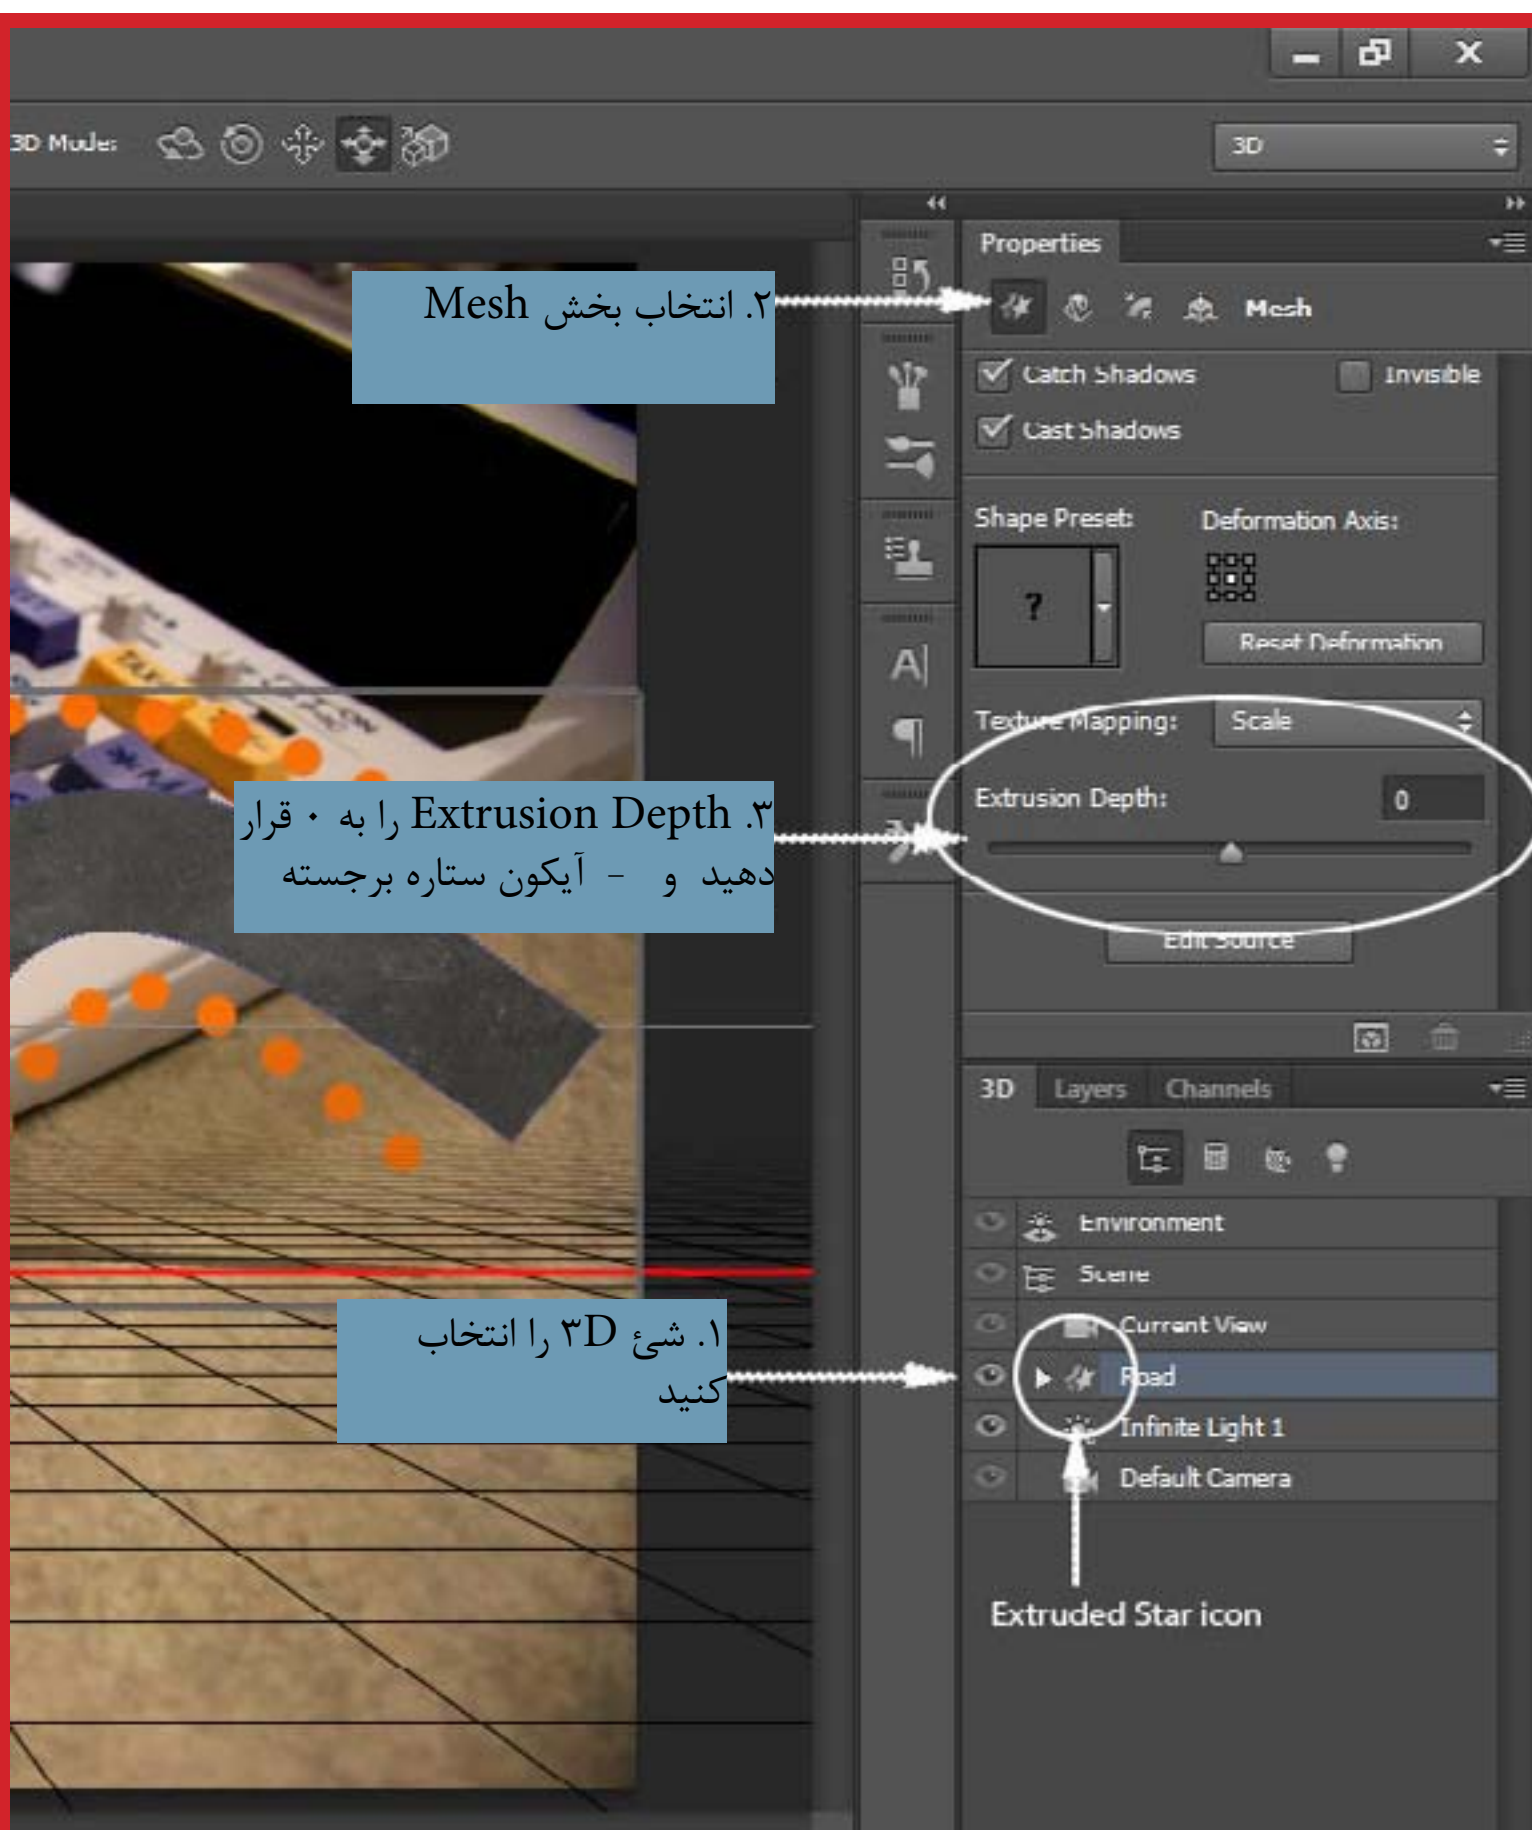 3D Mode:
3D
Properties
Mesh
۲. انتخاب بخش Mesh
Catch Shadows
Invisible
Cast Shadows
Shape Preset:
Deformation Axis:
?
Reset Deformation
Texture Mapping:
Scale
Extrusion Depth:
0
۳. Extrusion Depth را به ۰ قرار
دهید و - آیکون ستاره برجسته
Edit Source
3D
Layers
Channels
Environment
Scene
Current View
۱. شئ ۳D را انتخاب
کنید
Road
Infinite Light 1
Default Camera
Extruded Star icon